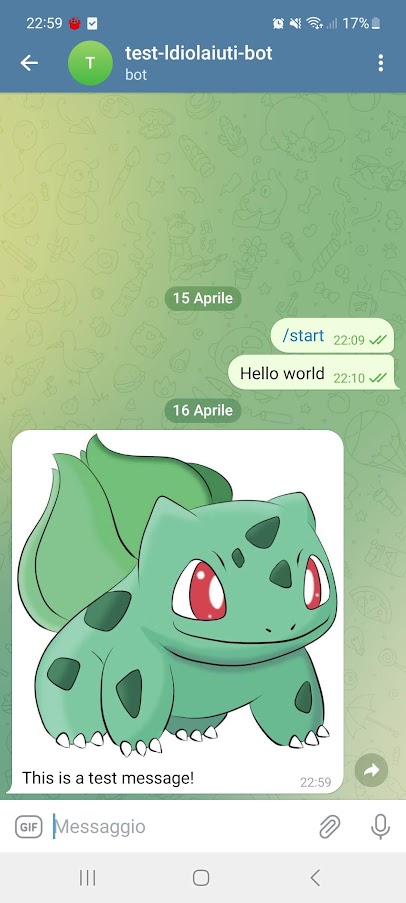 22:59 17%
T
test-ldiolaiuti-bot
bot
15 Aprile
/start 22:09
Hello world 22:10
16 Aprile
This is a test message! 22:59
GIF Messaggio